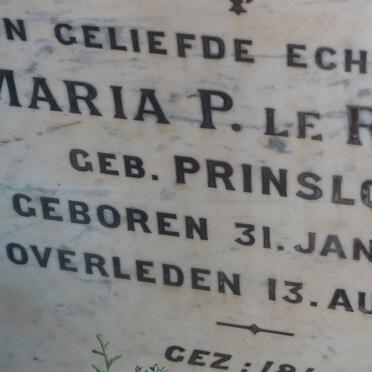 N GELIEFDE ECH
MARIA P. LE R
GEB. PRINSLO
GEBOREN 31. JAN
OVERLEDEN 13. AU
GEZ :